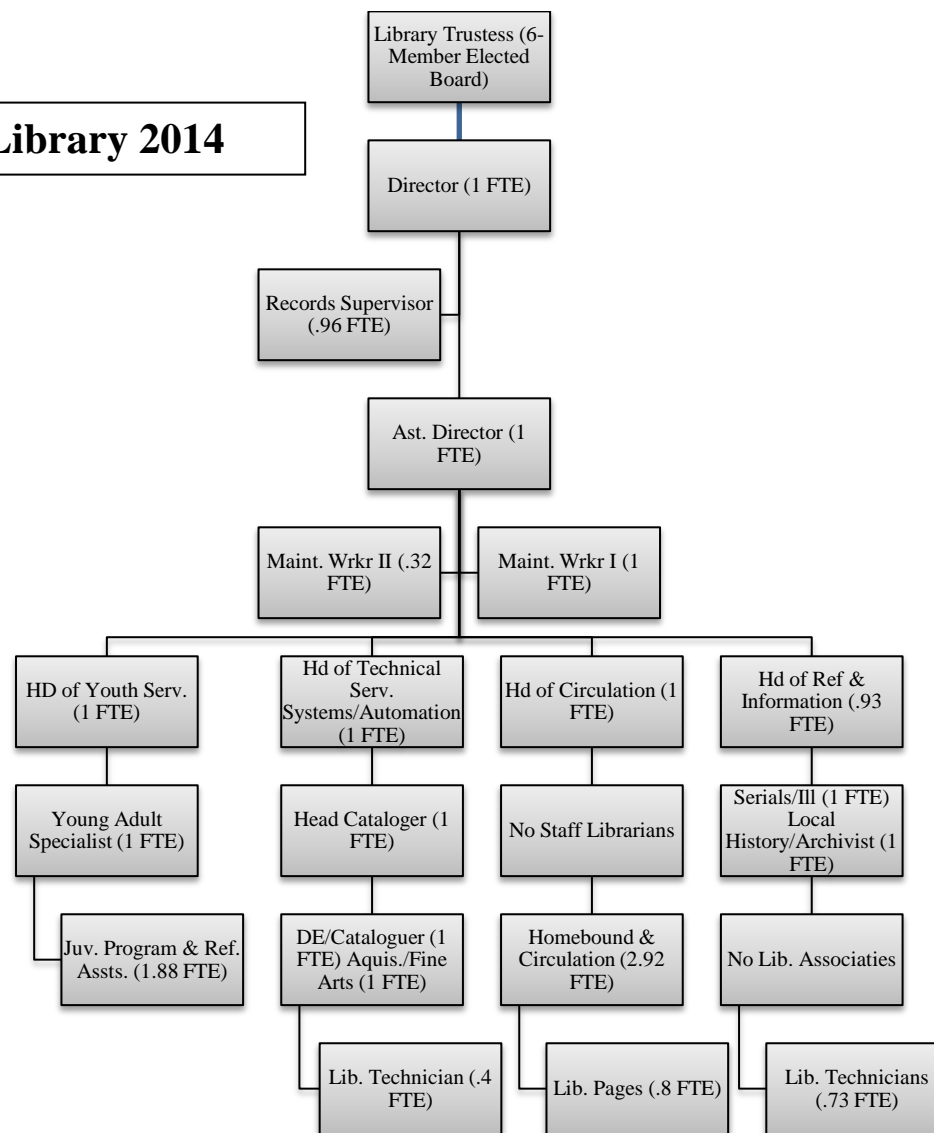 Library Trustess (6-
Member Elected
Board)
Library 2014
Director (1 FTE)
Records Supervisor
(.96 FTE)
Ast. Director (1
FTE)
Maint. Wrkr II (.32
FTE)
Maint. Wrkr I (1
FTE)
HD of Youth Serv.
(1 FTE)
Hd of Technical
Serv.
Systems/Automation
(1 FTE)
Hd of Circulation (1
FTE)
Hd of Ref &
Information (.93
FTE)
Young Adult
Specialist (1 FTE)
Head Cataloger (1
FTE)
No Staff Librarians
Serials/Ill (1 FTE)
Local
History/Archivist (1
FTE)
Juv. Program & Ref.
Assts. (1.88 FTE)
DE/Cataloguer (1
FTE) Aquis./Fine
Arts (1 FTE)
Homebound &
Circulation (2.92
FTE)
No Lib. Associaties
Lib. Technician (.4
FTE)
Lib. Pages (.8 FTE)
Lib. Technicians
(.73 FTE)